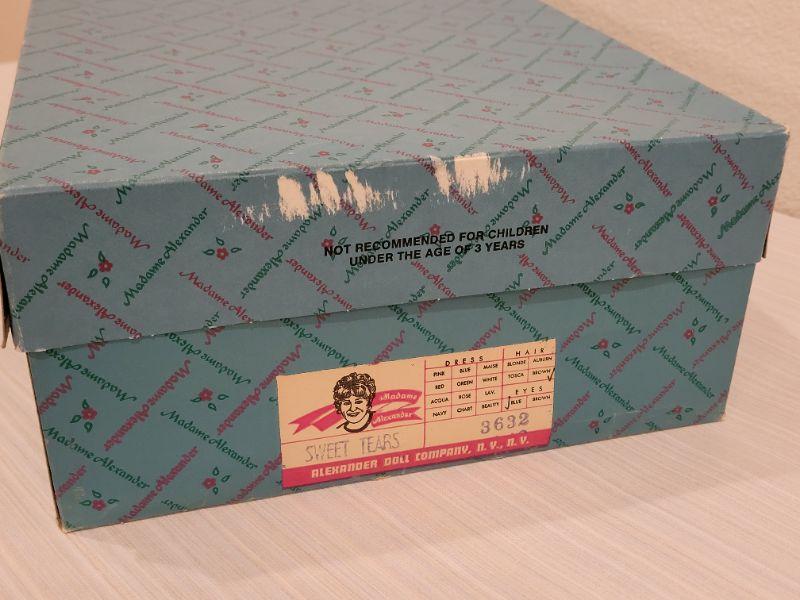 Madame Alexander
NOT RECOMMENDED FOR CHILDREN
UNDER THE AGE OF 3 YEARS
Madame
Alexander
SWEET TEARS
DRESS HAIR
PINK BLUE MAISE BLONDE AUBURN
RED GREEN WHITE TOSCA BROWN
ACQUA ROSE LAV. EYES
NAVY CHART BEAUTY BLUE BROWN
3632
ALEXANDER DOLL COMPANY, N. Y., N. Y.